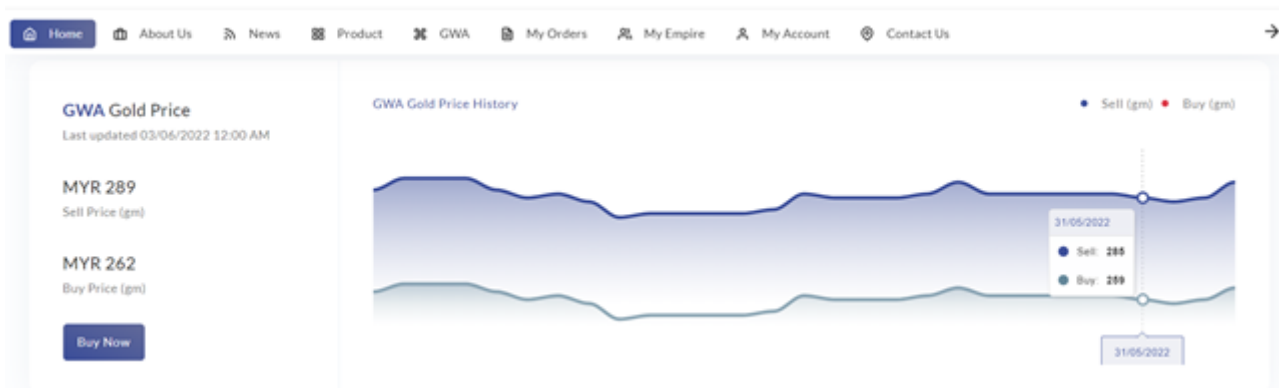 Home About Us News Product GWA My Orders My Empire My Account Contact Us
GWA Gold Price
Last updated 03/06/2022 12:00 AM
MYR 289
Sell Price (gm)
MYR 262
Buy Price (gm)
Buy Now
GWA Gold Price History
Sell (gm) Buy (gm)
31/05/2022
Sell: 285
Buy: 259
31/05/2022